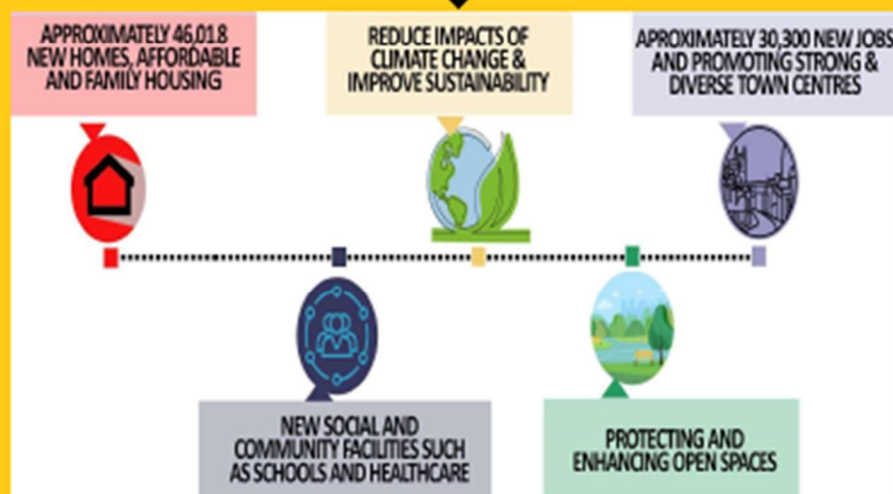 APPROXIMATELY 46,018
NEW HOMES, AFFORDABLE
AND FAMILY HOUSING
REDUCE IMPACTS OF
CLIMATE CHANGE &
IMPROVE SUSTAINABILITY
APROXIMATELY 30,300 NEW JOBS
AND PROMOTING STRONG &
DIVERSE TOWN CENTRES
NEW SOCIAL AND
COMMUNITY FACILITIES SUCH
AS SCHOOLS AND HEALTHCARE
PROTECTING AND
ENHANCING OPEN SPACES